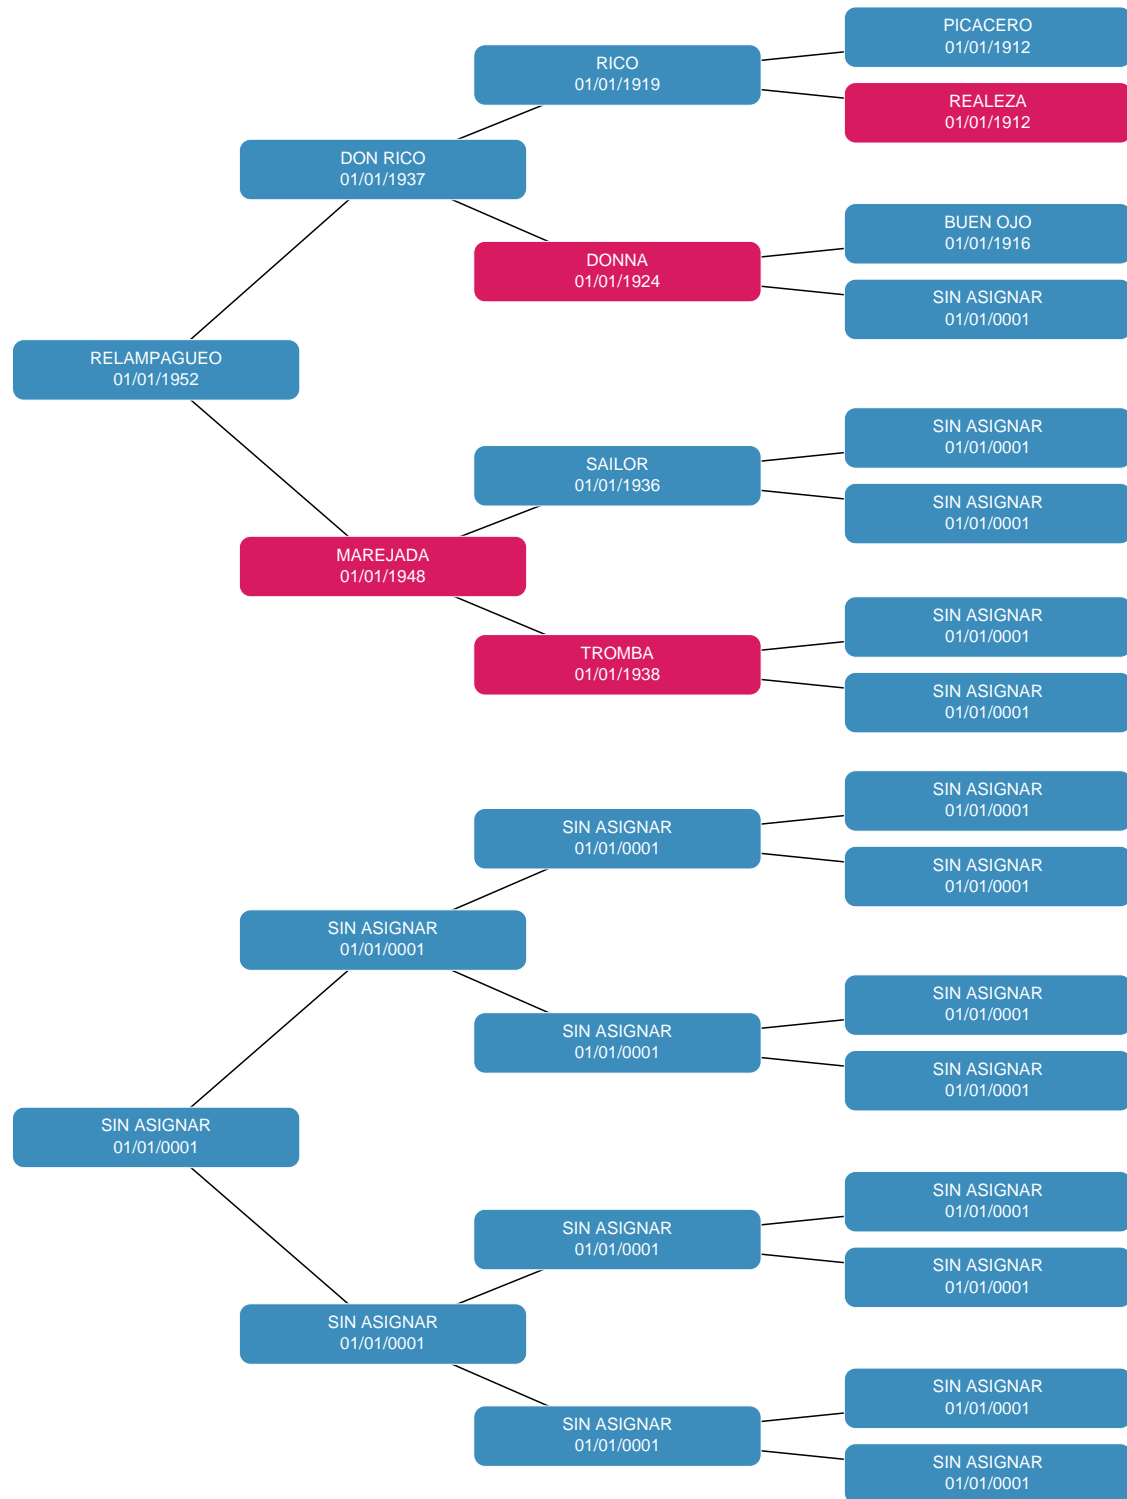 PICACERO
01/01/1912
RICO
01/01/1919
REALEZA
01/01/1912
DON RICO
01/01/1937
BUEN OJO
01/01/1916
DONNA
01/01/1924
SIN ASIGNAR
01/01/0001
RELAMPAGUEO
01/01/1952
SIN ASIGNAR
01/01/0001
SAILOR
01/01/1936
SIN ASIGNAR
01/01/0001
MAREJADA
01/01/1948
SIN ASIGNAR
01/01/0001
TROMBA
01/01/1938
SIN ASIGNAR
01/01/0001
SIN ASIGNAR
01/01/0001
SIN ASIGNAR
01/01/0001
SIN ASIGNAR
01/01/0001
SIN ASIGNAR
01/01/0001
SIN ASIGNAR
01/01/0001
SIN ASIGNAR
01/01/0001
SIN ASIGNAR
01/01/0001
SIN ASIGNAR
01/01/0001
SIN ASIGNAR
01/01/0001
SIN ASIGNAR
01/01/0001
SIN ASIGNAR
01/01/0001
SIN ASIGNAR
01/01/0001
SIN ASIGNAR
01/01/0001
SIN ASIGNAR
01/01/0001
SIN ASIGNAR
01/01/0001